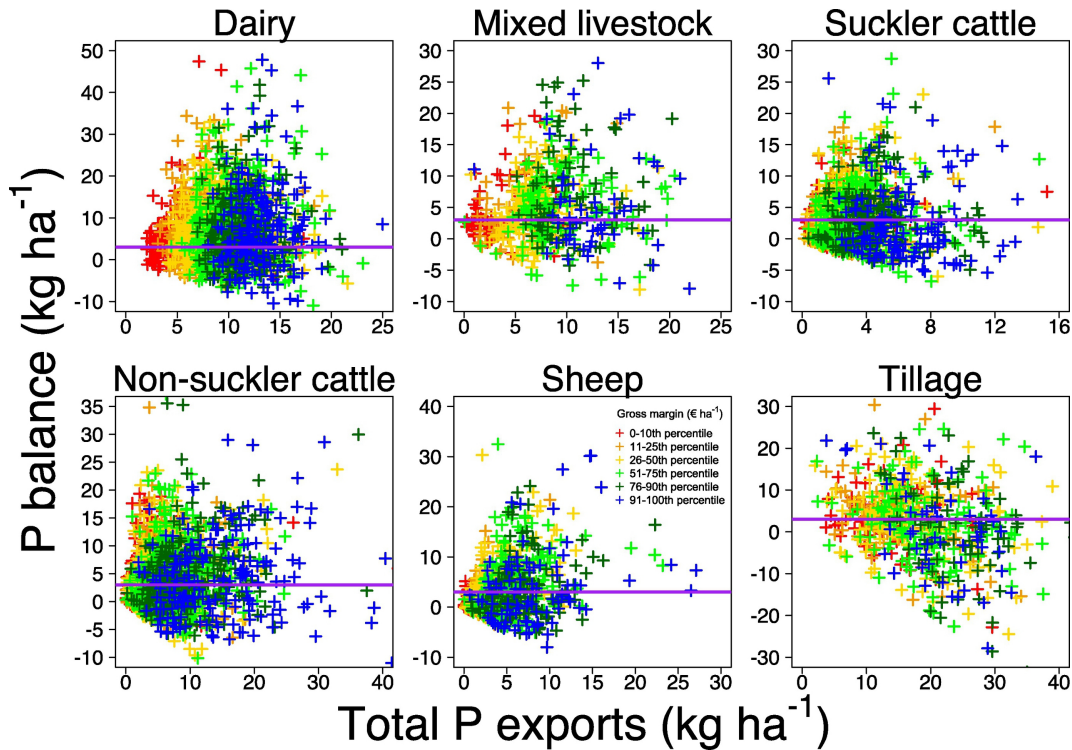 Dairy
Mixed livestock
Suckler cattle
50
40
30
20
10
0
-10
0 5 10 15 20 25
30
25
20
15
10
5
0
-5
-10
0 5 10 15 20 25
30
20
10
0
-10
0 4 8 12 16
Non-suckler cattle
Sheep
Tillage
35
30
25
20
15
10
5
0
-5
-10
0 10 20 30 40
40
30
20
10
0
-10
0 5 10 15 20 25 30
Gross margin (€ ha⁻¹)
0-10th percentile
11-25th percentile
26-50th percentile
51-75th percentile
76-90th percentile
91-100th percentile
30
20
10
0
-10
-20
-30
0 10 20 30 40
P balance (kg ha⁻¹)
Total P exports (kg ha⁻¹)